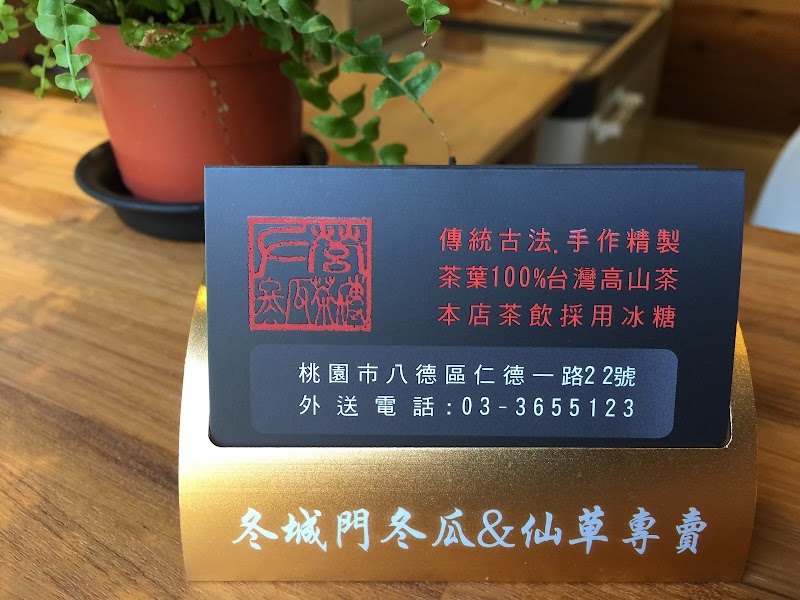 傳統古法.手作精製
茶葉100%台灣高山茶
本店茶飲採用冰糖
桃園市八德區仁德一路22號
外送電話:03-3655123
冬城門冬瓜&仙草專賣